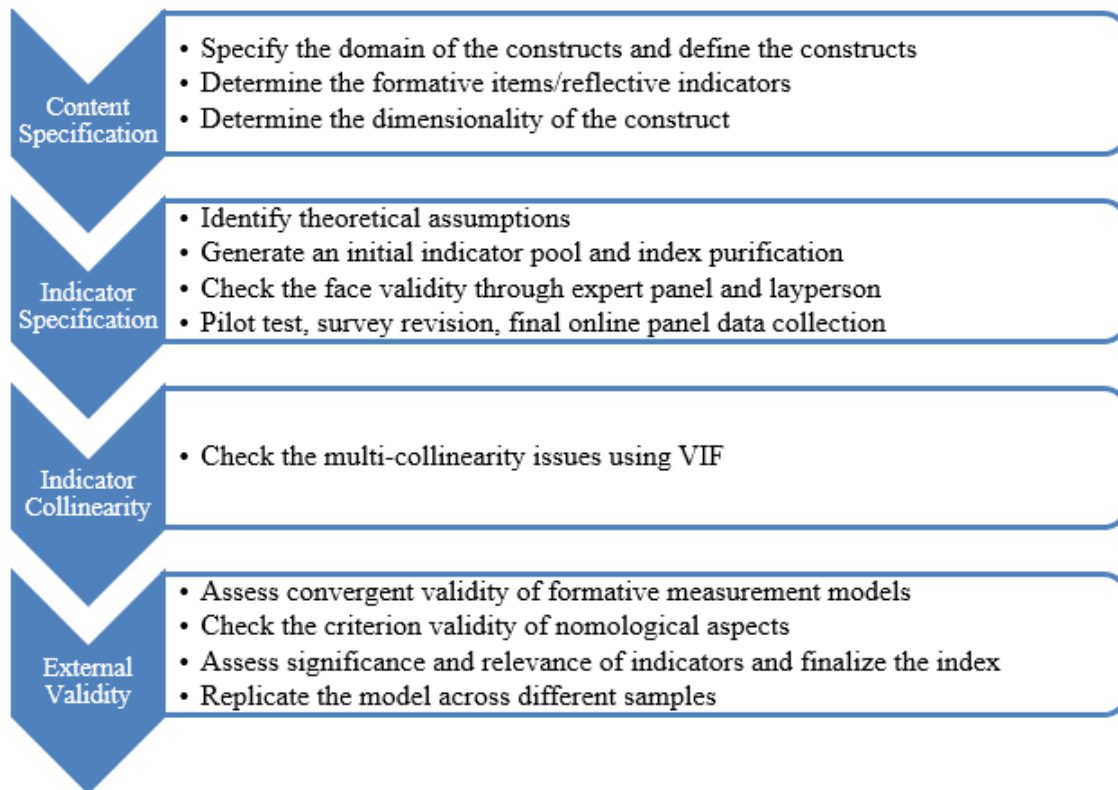 Content
Specification
• Specify the domain of the constructs and define the constructs
• Determine the formative items/reflective indicators
• Determine the dimensionality of the construct
Indicator
Specification
• Identify theoretical assumptions
• Generate an initial indicator pool and index purification
• Check the face validity through expert panel and layperson
• Pilot test, survey revision, final online panel data collection
Indicator
Collinearity
• Check the multi-collinearity issues using VIF
External
Validity
• Assess convergent validity of formative measurement models
• Check the criterion validity of nomological aspects
• Assess significance and relevance of indicators and finalize the index
• Replicate the model across different samples